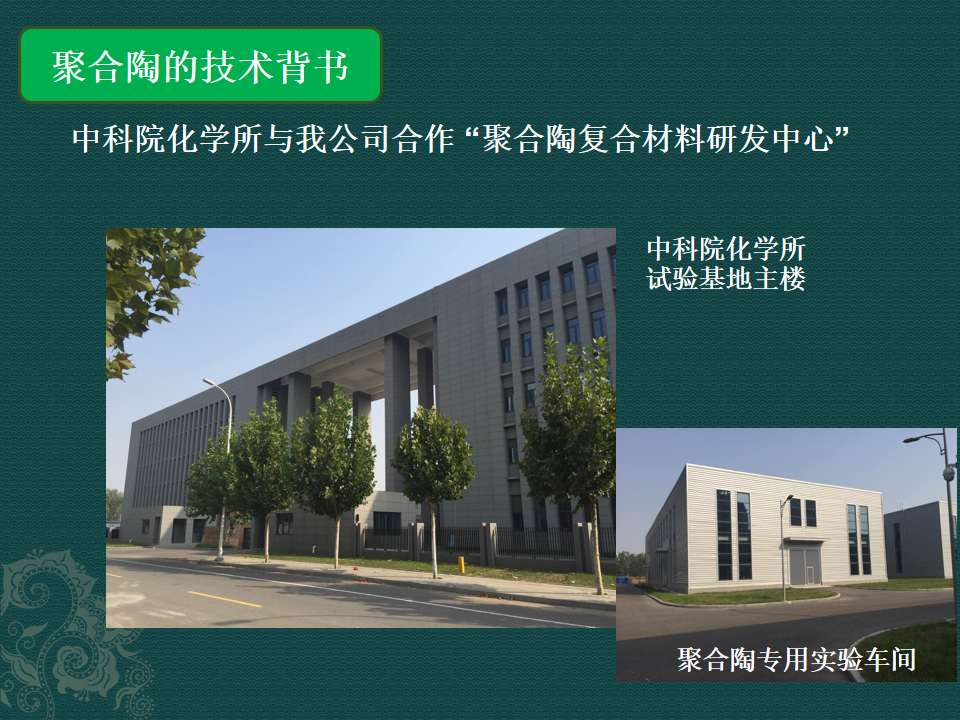 聚合陶的技术背书
中科院化学所与我公司合作 “聚合陶复合材料研发中心”
中科院化学所
试验基地主楼
聚合陶专用实验车间